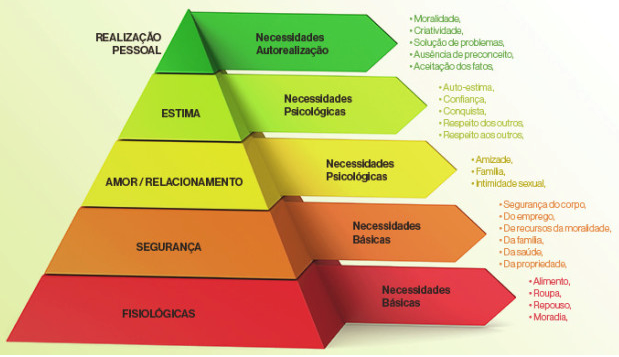 REALIZAÇÃO
PESSOAL
Necessidades
Autorealização
• Moralidade,
• Criatividade,
• Solução de problemas,
• Ausência de preconceito,
• Aceitação dos fatos,
ESTIMA
Necessidades
Psicológicas
• Auto-estima,
• Confiança,
• Conquista,
• Respeito dos outros,
• Respeito aos outros,
AMOR / RELACIONAMENTO
Necessidades
Psicológicas
• Amizade,
• Família,
• Intimidade sexual,
SEGURANÇA
Necessidades
Básicas
• Segurança do corpo,
• Do emprego,
• De recursos da moralidade,
• Da família,
• Da saúde,
• Da propriedade,
FISIOLÓGICAS
Necessidades
Básicas
• Alimento,
• Roupa,
• Repouso,
• Moradia,